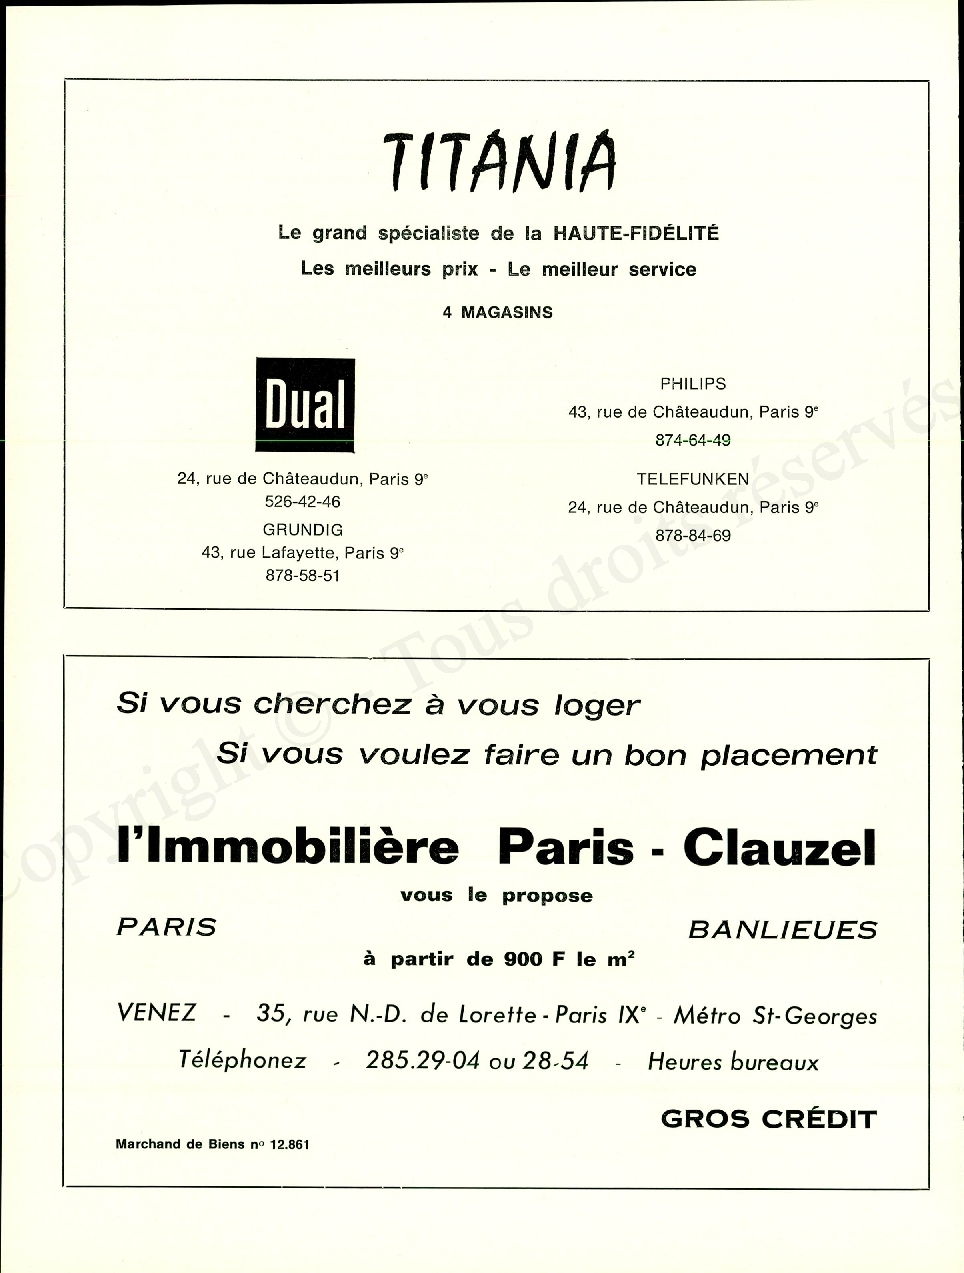 TITANIA
Le grand spécialiste de la HAUTE-FIDÉLITÉ
Les meilleurs prix - Le meilleur service
4 MAGASINS
Dual
24, rue de Châteaudun, Paris 9e
526-42-46
GRUNDIG
43, rue Lafayette, Paris 9e
878-58-51
PHILIPS
43, rue de Châteaudun, Paris 9e
874-64-49
TELEFUNKEN
24, rue de Châteaudun, Paris 9e
878-84-69
Si vous cherchez à vous loger
Si vous voulez faire un bon placement
l'Immobilière Paris - Clauzel
vous le propose
PARIS BANLIEUES
à partir de 900 F le m²
VENEZ - 35, rue N.-D. de Lorette - Paris IXe - Métro St-Georges
Téléphonez - 285.29-04 ou 28-54 - Heures bureaux
GROS CRÉDIT
Marchand de Biens nº 12.861
Copyright © - Tous droits réservés